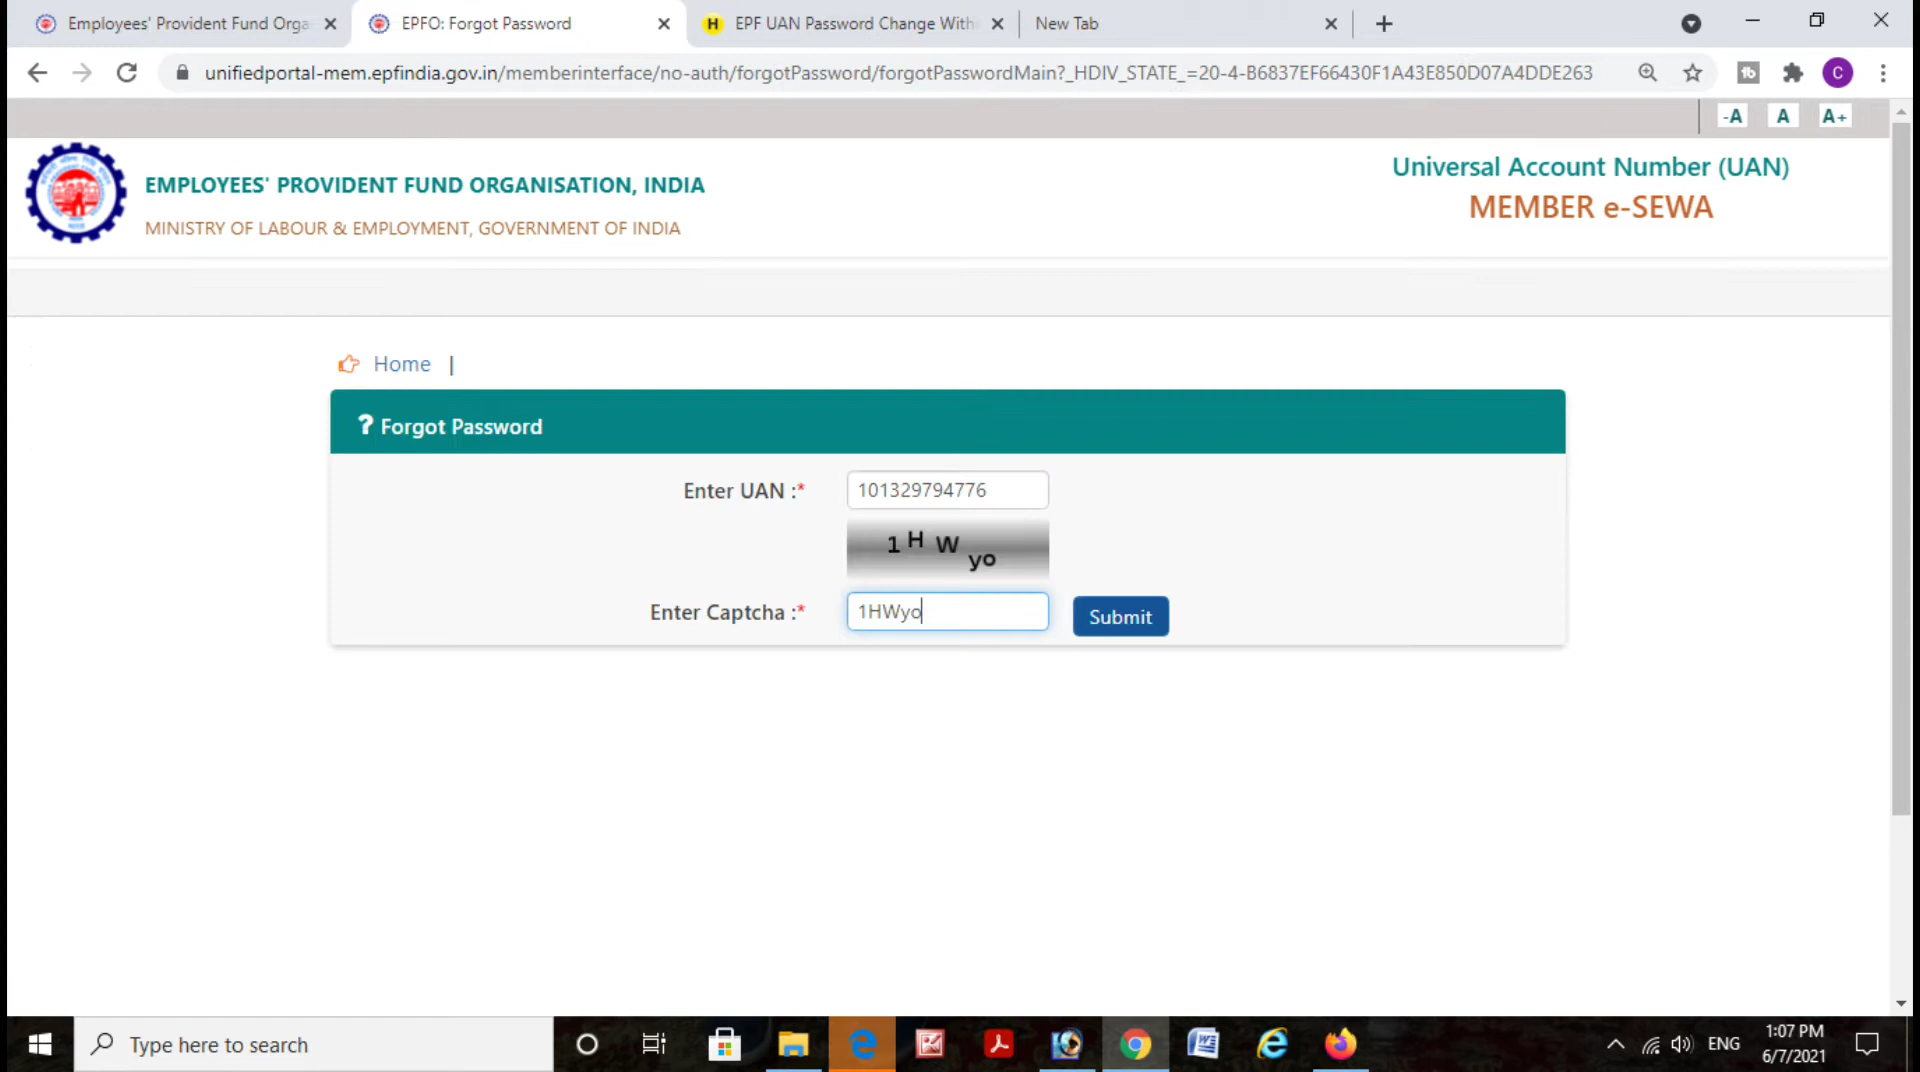 Employees' Provident Fund Orga
EPFO: Forgot Password
EPF UAN Password Change With
New Tab
unifiedportal-mem.epfindia.gov.in/memberinterface/no-auth/forgotPassword/forgotPasswordMain?_HDIV_STATE_=20-4-B6837EF66430F1A43E850D07A4DDE263
C
-A A A+
EMPLOYEES' PROVIDENT FUND ORGANISATION, INDIA
MINISTRY OF LABOUR & EMPLOYMENT, GOVERNMENT OF INDIA
Universal Account Number (UAN)
MEMBER e-SEWA
Home |
? Forgot Password
Enter UAN :* 101329794776
1 H W yo
Enter Captcha :* 1HWyo
Submit
Type here to search
ENG
1:07 PM
6/7/2021